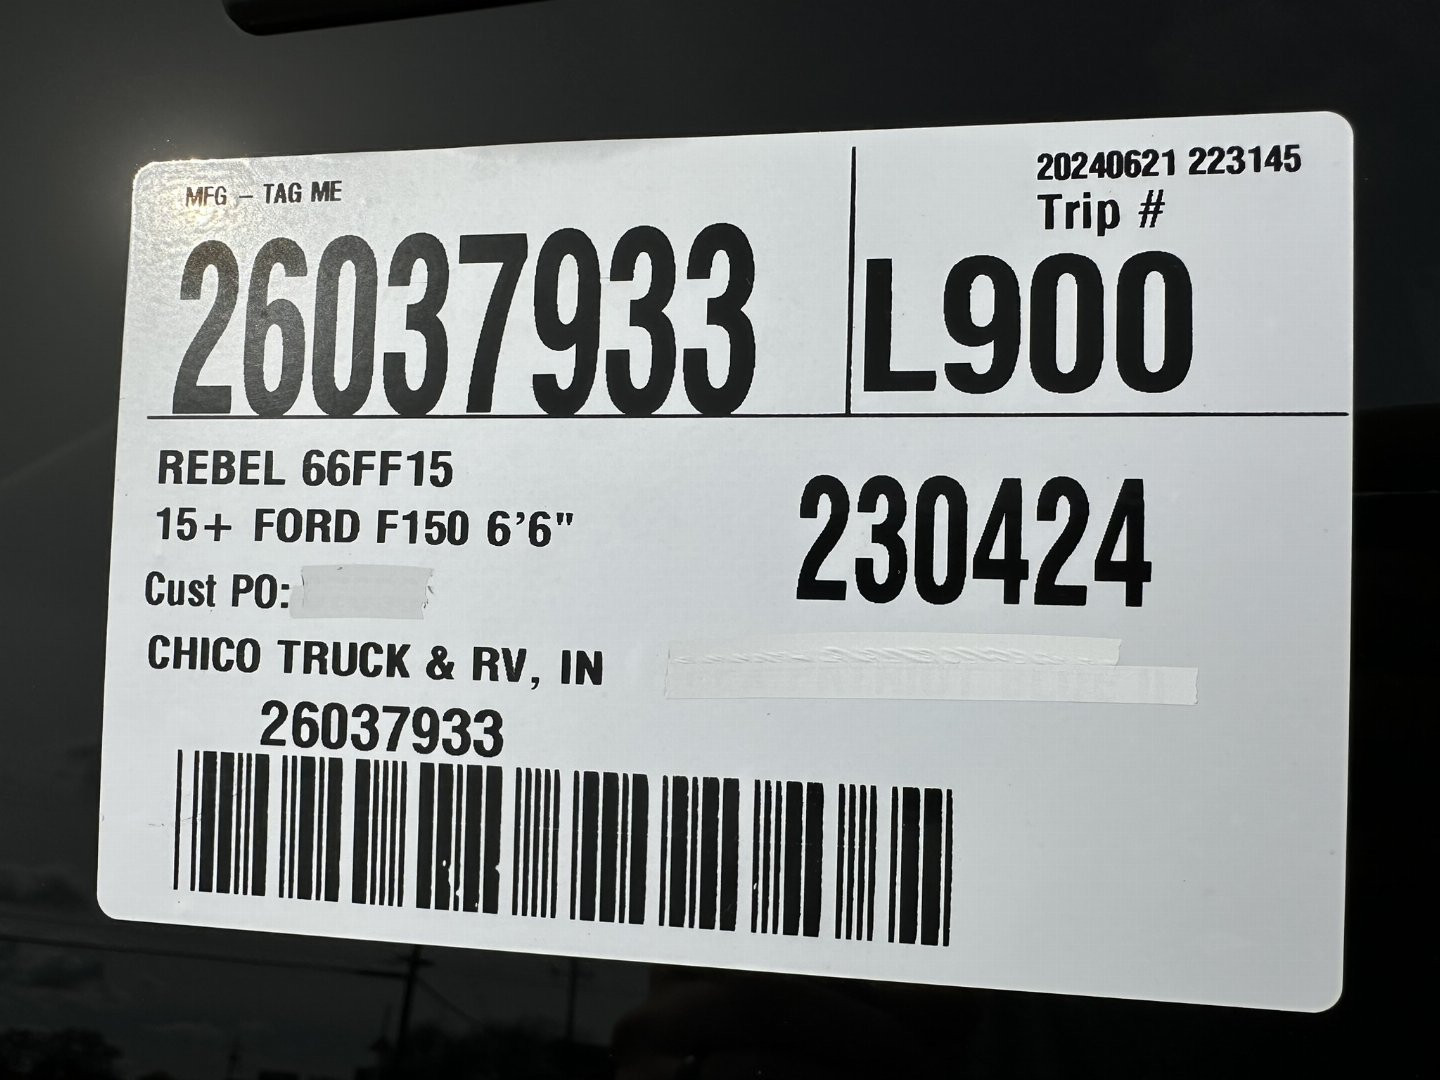 MFG - TAG ME
26037933
20240621 223145
Trip #
L900
REBEL 66FF15
15+ FORD F150 6'6"
230424
Cust PO:
CHICO TRUCK & RV, IN
26037933